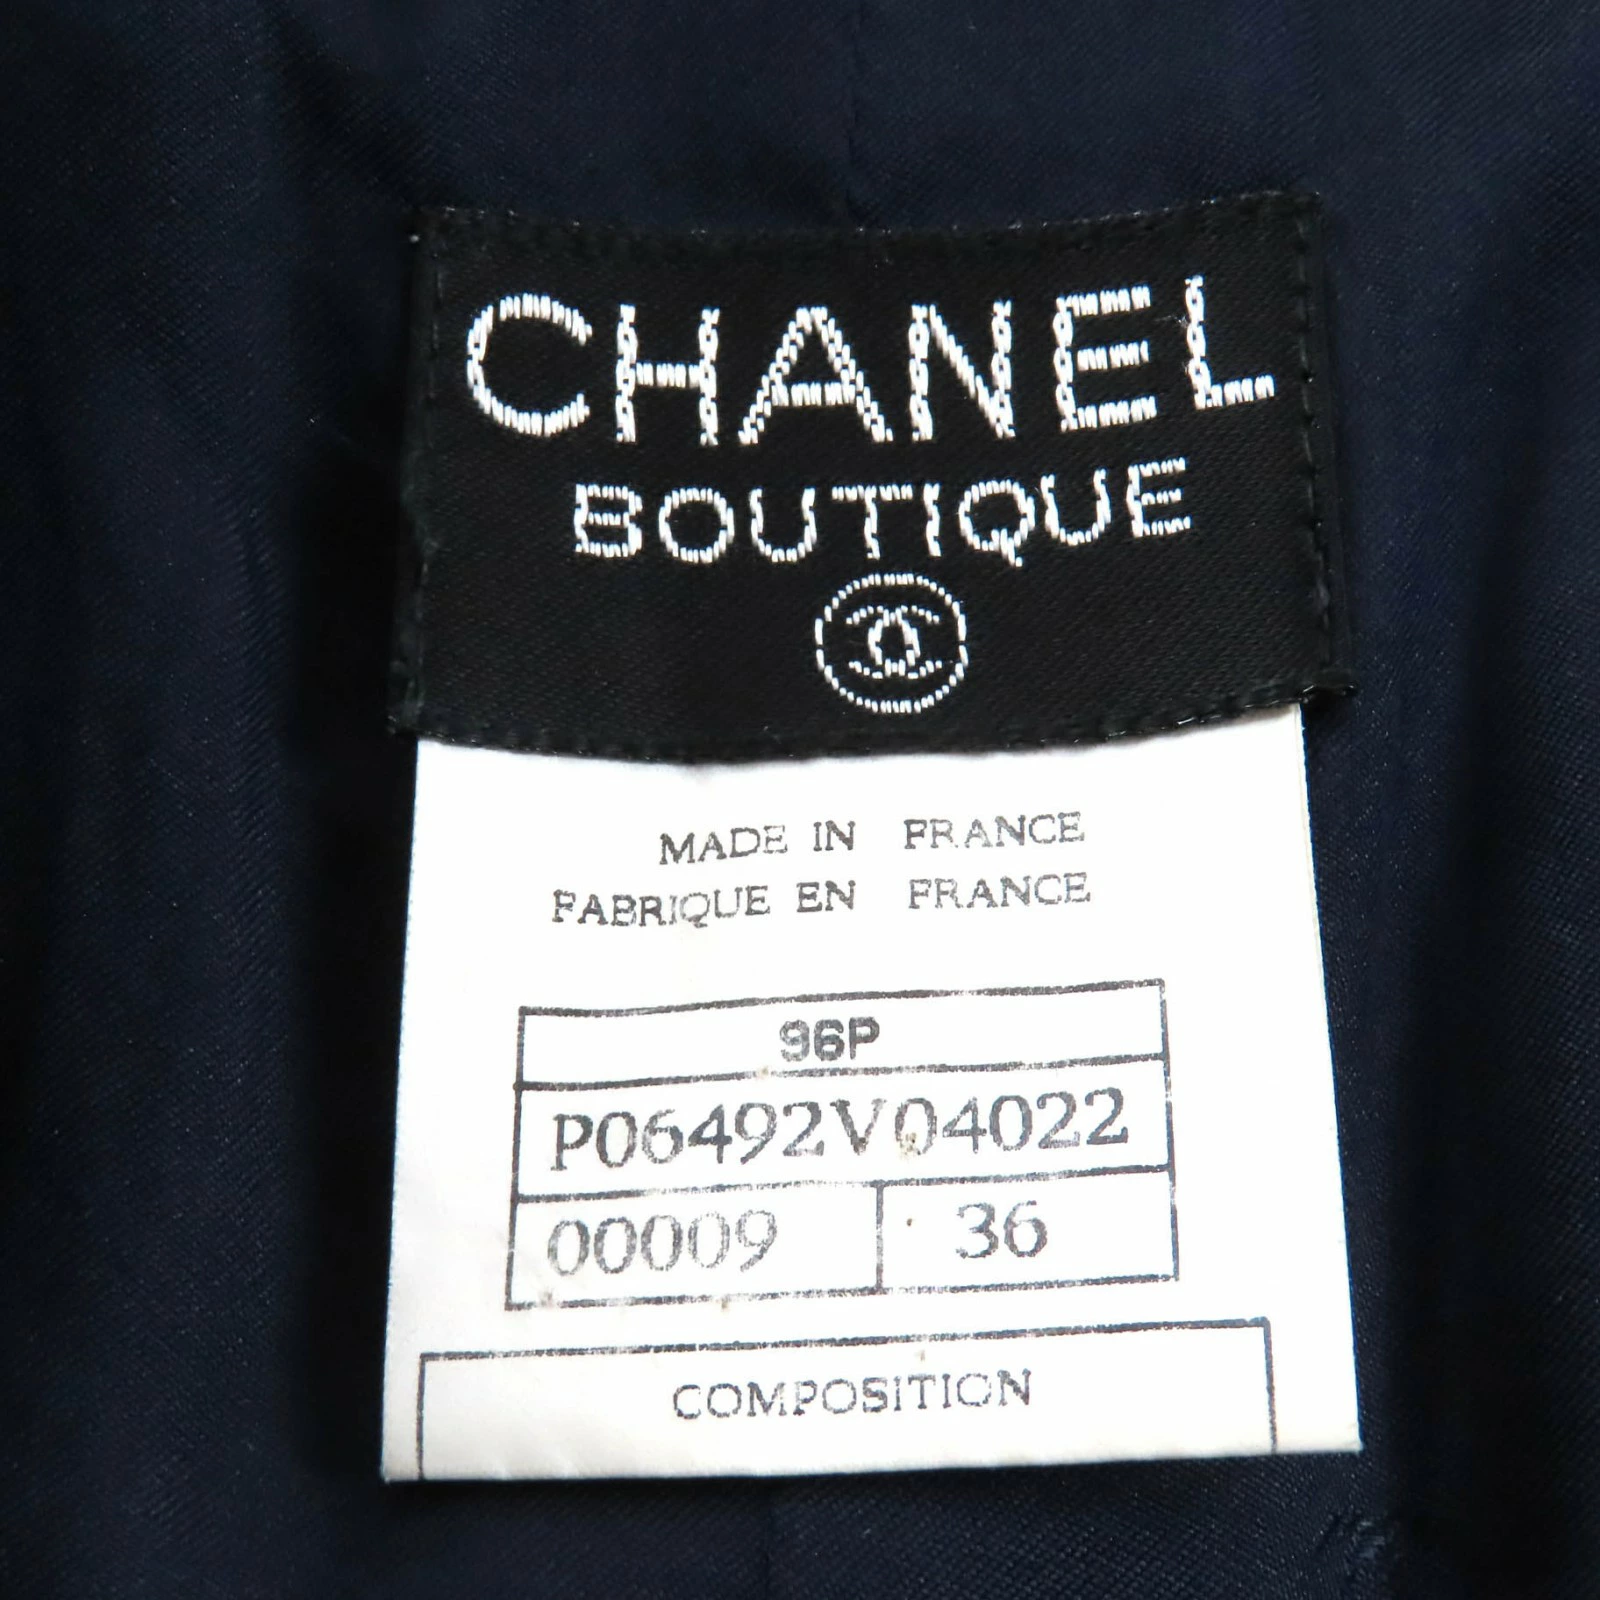 CHANEL
BOUTIQUE
MADE IN FRANCE
FABRIQUE EN FRANCE
96P
P06492V04022
00009 36
COMPOSITION